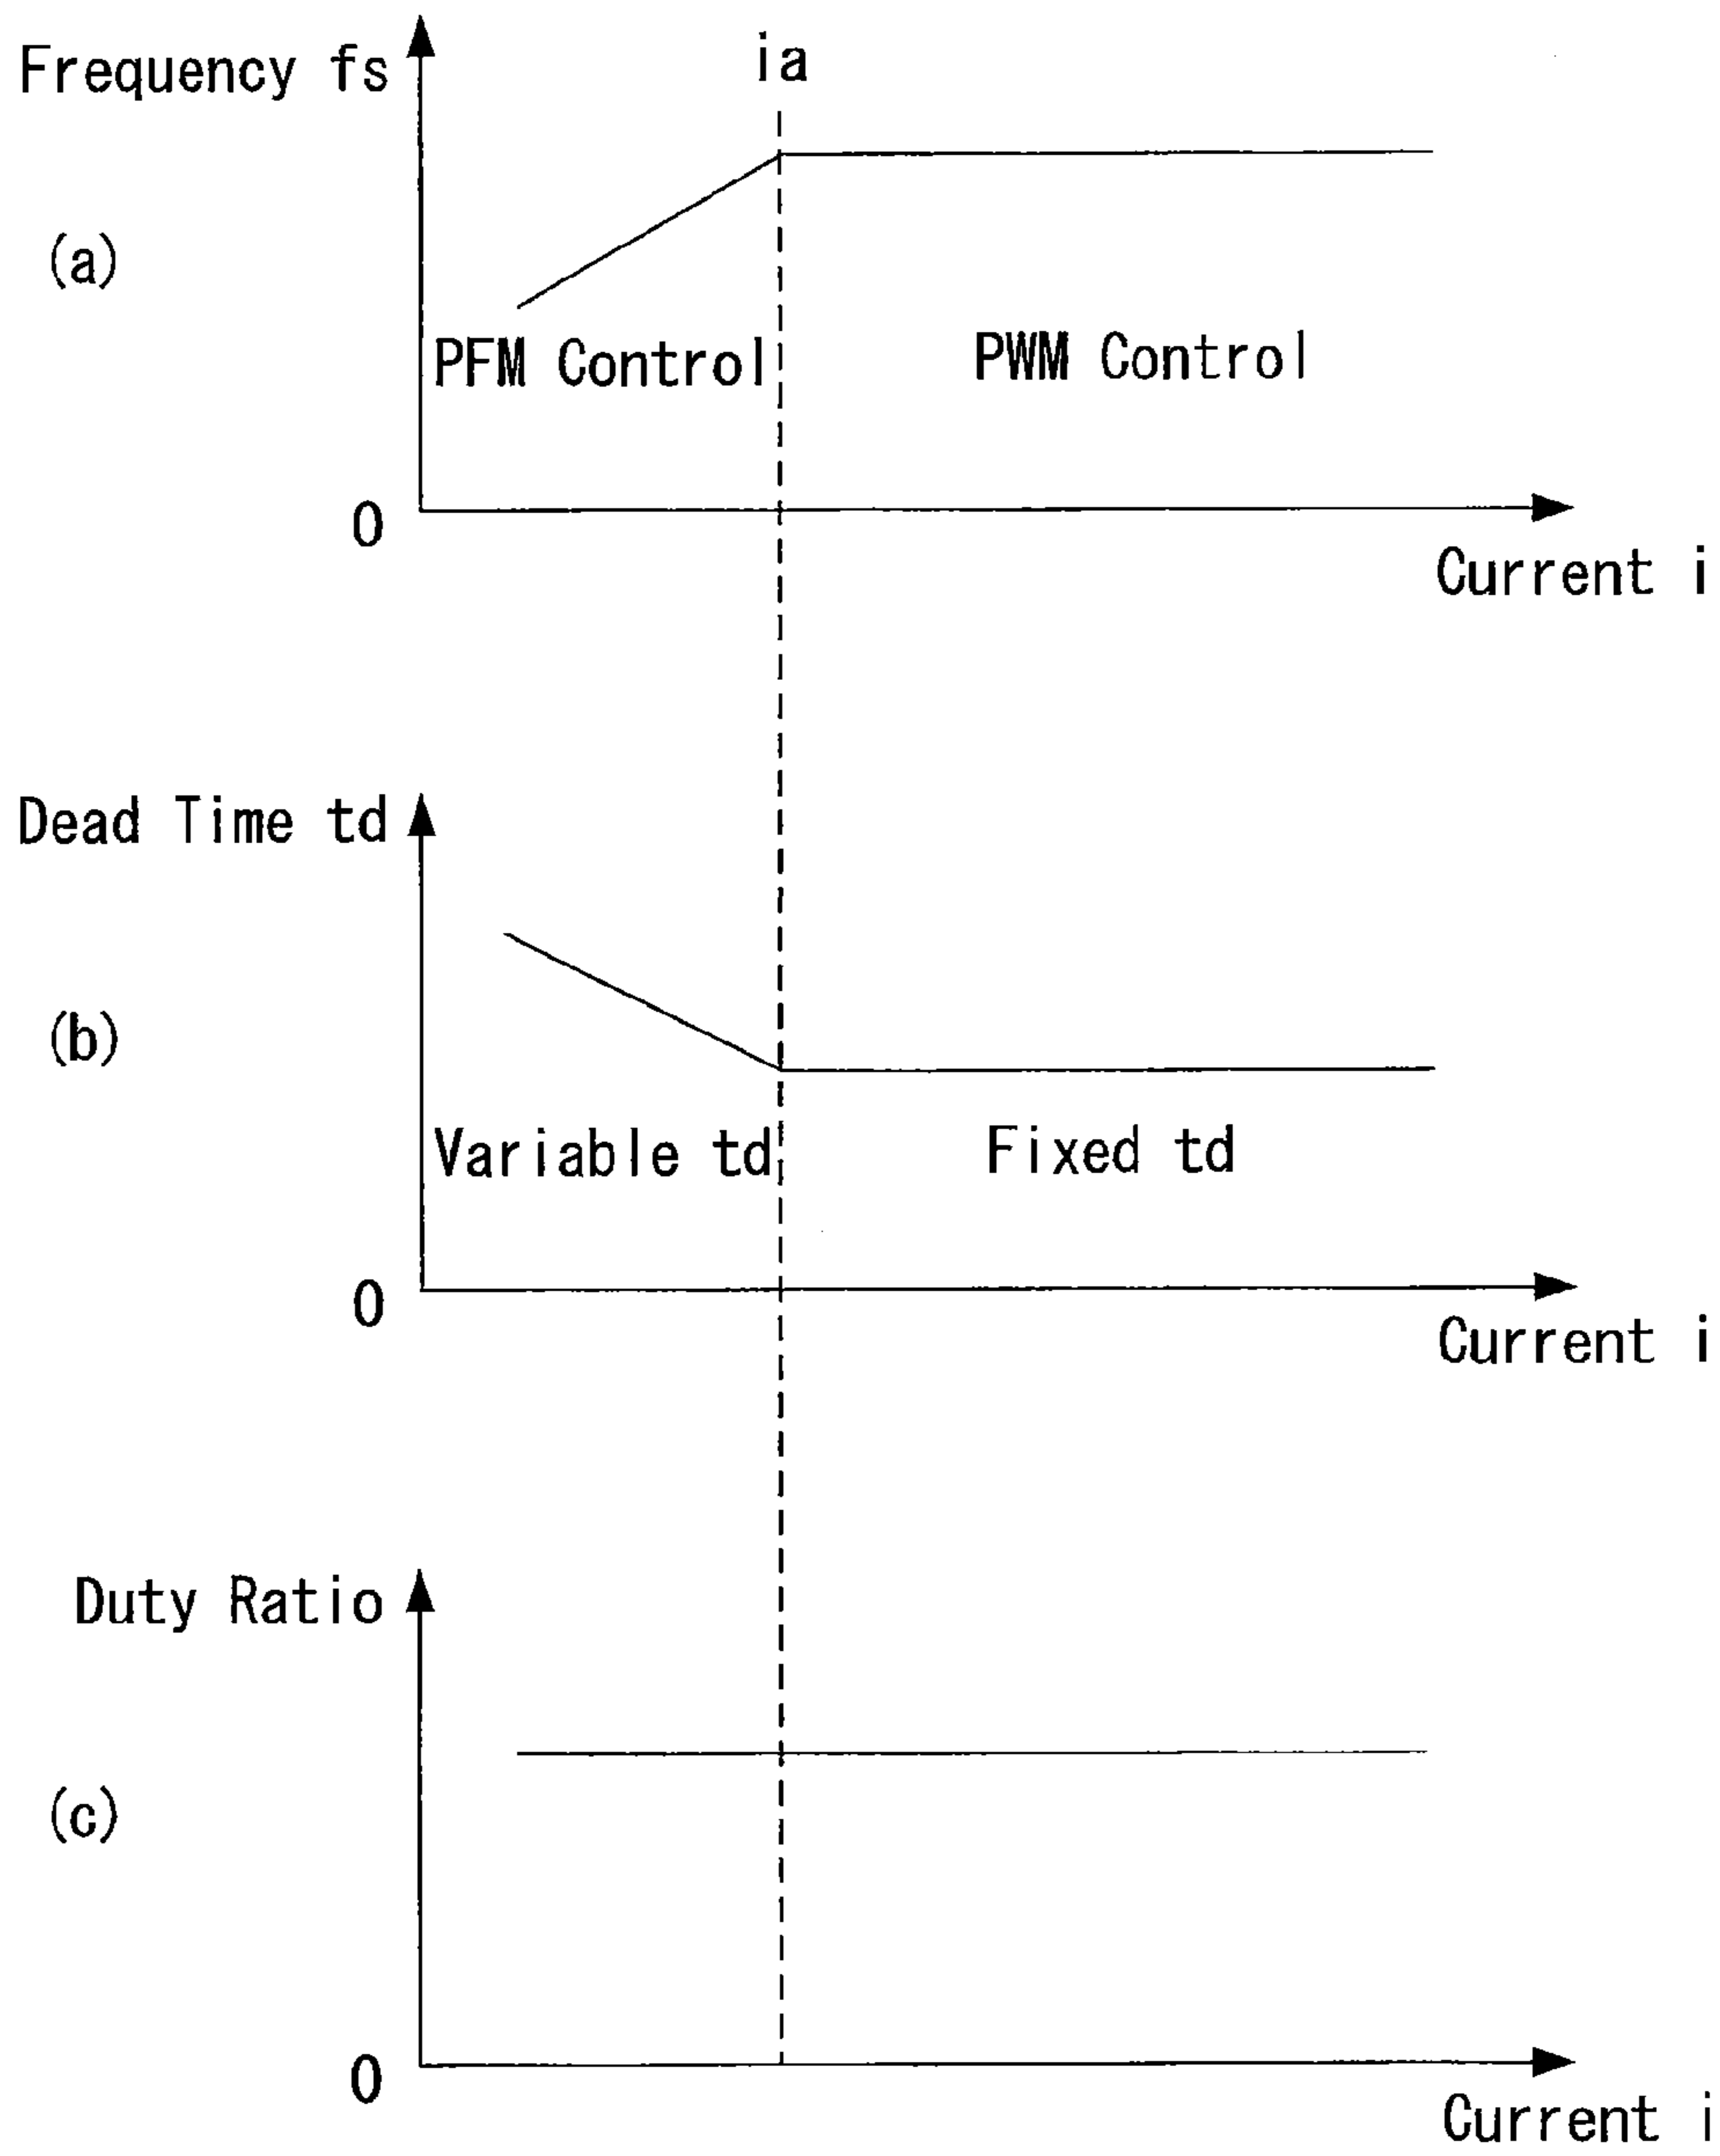 Frequency fs
ia
(a)
PFM Control
PWM Control
0
Current i
Dead Time td
(b)
Variable td
Fixed td
0
Current i
Duty Ratio
(c)
0
Current i